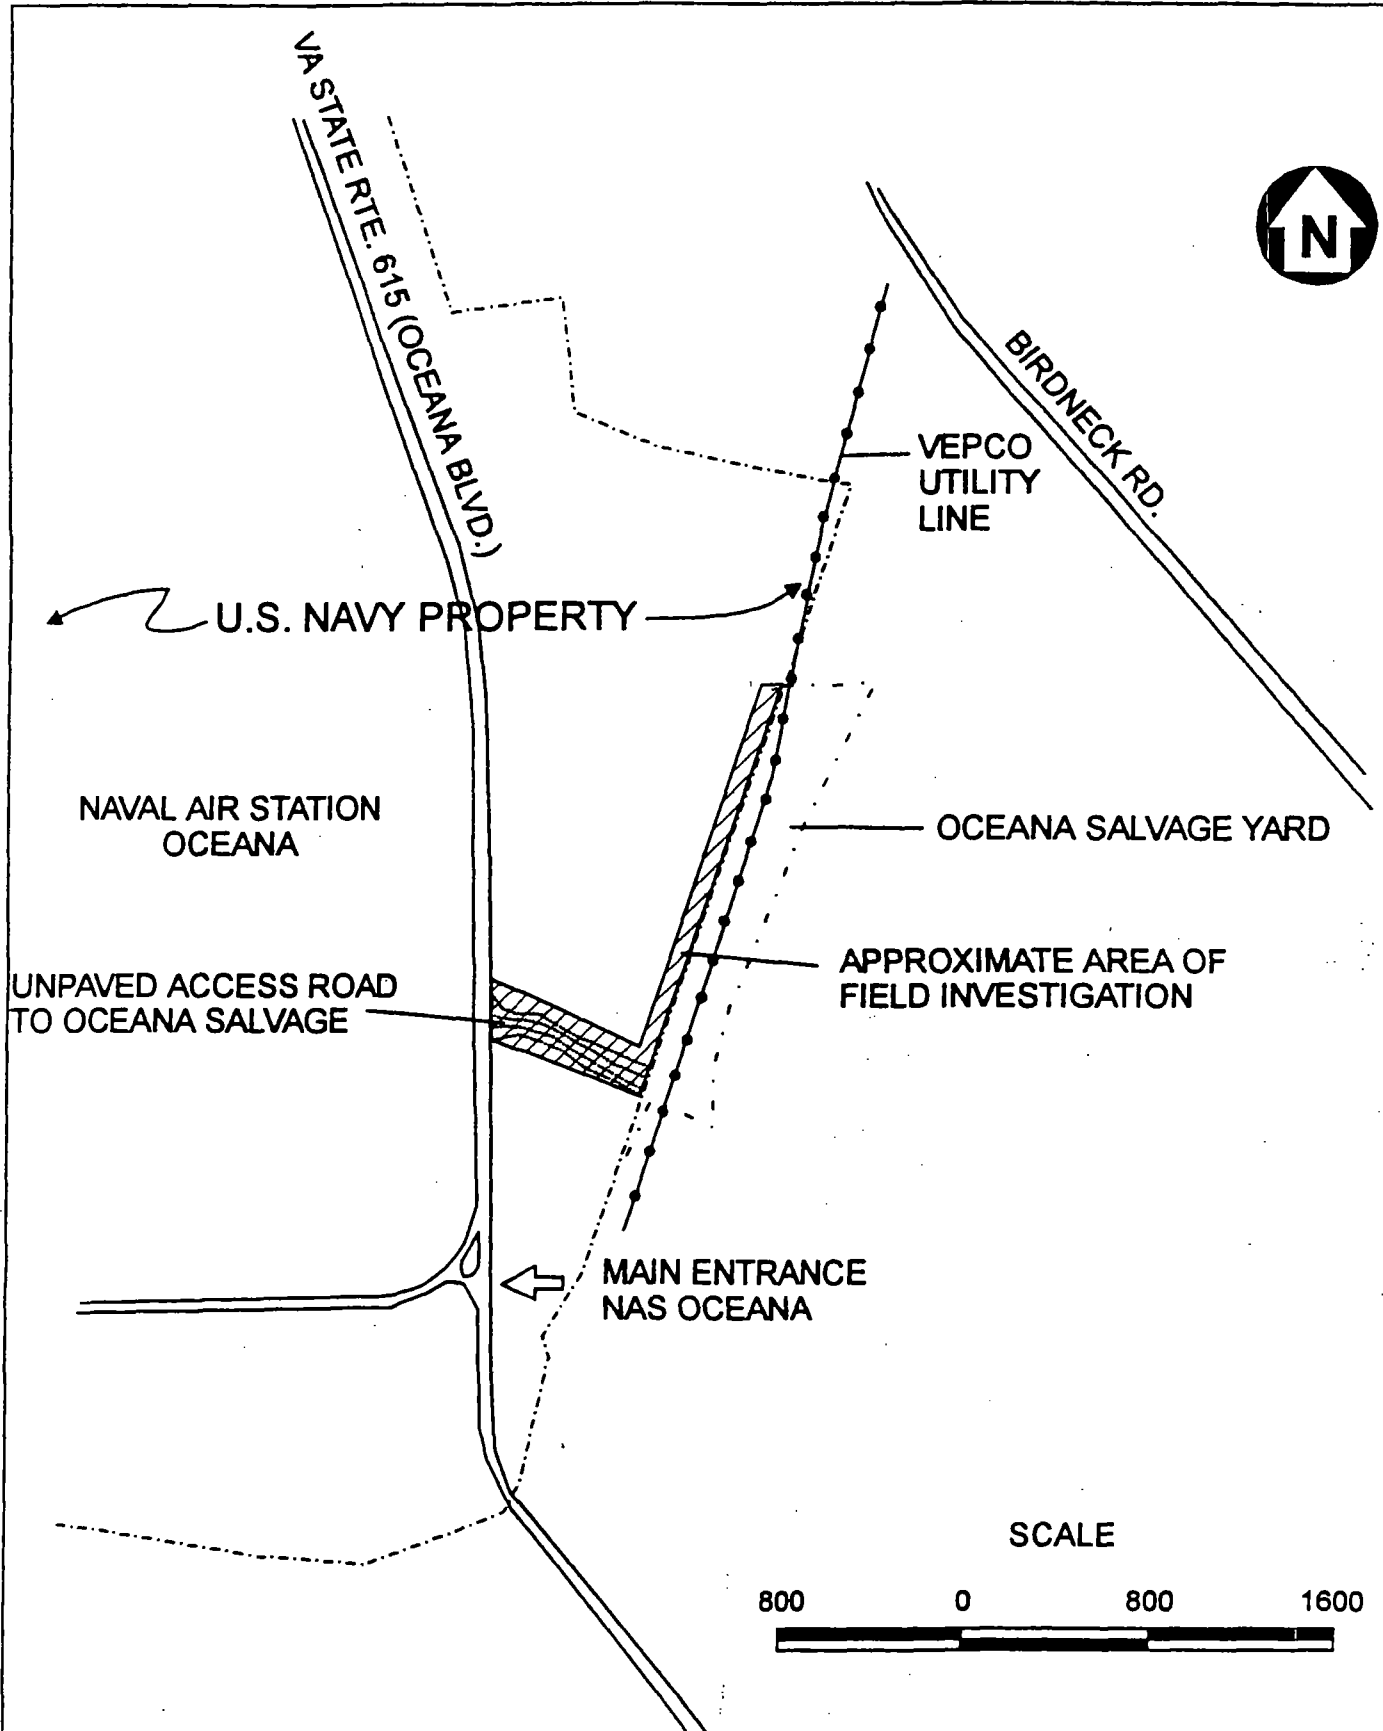 VA STATE RTE. 615 (OCEANA BLVD.)
N
BIRDNECK RD.
VEPCO
UTILITY
LINE
U.S. NAVY PROPERTY
NAVAL AIR STATION
OCEANA
OCEANA SALVAGE YARD
APPROXIMATE AREA OF
FIELD INVESTIGATION
UNPAVED ACCESS ROAD
TO OCEANA SALVAGE
MAIN ENTRANCE
NAS OCEANA
SCALE
800 0 800 1600